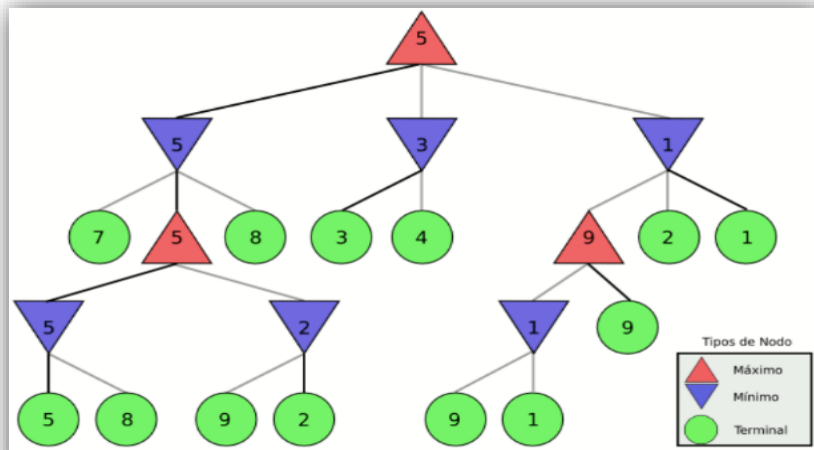 5
5 3 1
7 5 8 3 4 9 2 1
5 2 1 9
5 8 9 2 9 1
Tipos de Nodo
Máximo
Mínimo
Terminal